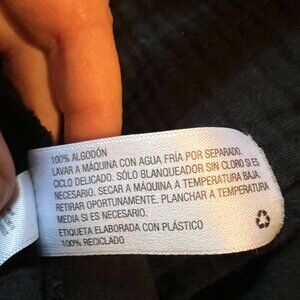 100% ALGODÓN
LAVAR A MÁQUINA CON AGUA FRÍA POR SEPARADO.
CICLO DELICADO. SÓLO BLANQUEADOR SIN CLORO SI ES
NECESARIO. SECAR A MÁQUINA A TEMPERATURA BAJA.
RETIRAR OPORTUNAMENTE. PLANCHAR A TEMPERATURA
MEDIA SI ES NECESARIO.
ETIQUETA ELABORADA CON PLÁSTICO
100% RECICLADO